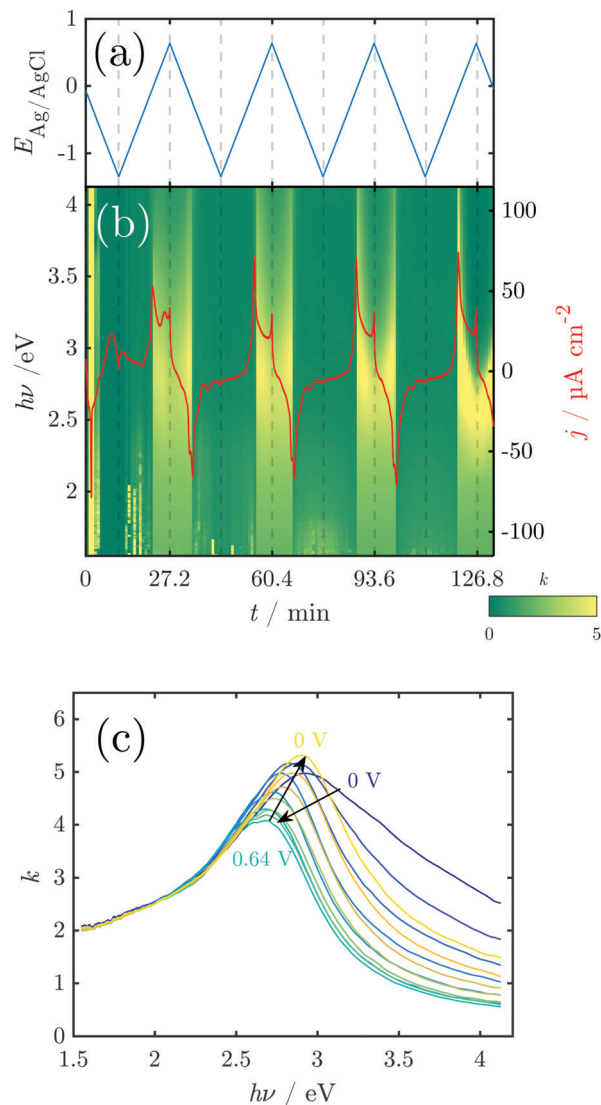 (a)
E Ag/AgCl
1
0
-1
(b)
hν /eV
4
3.5
3
2.5
2
100
50
0
-50
-100
j / µA cm-2
0 27.2 60.4 93.6 126.8
t / min
k
0 5
(c)
k
6
5
4
3
2
1
0
0 V
0 V
0.64 V
1.5 2 2.5 3 3.5 4
hν / eV